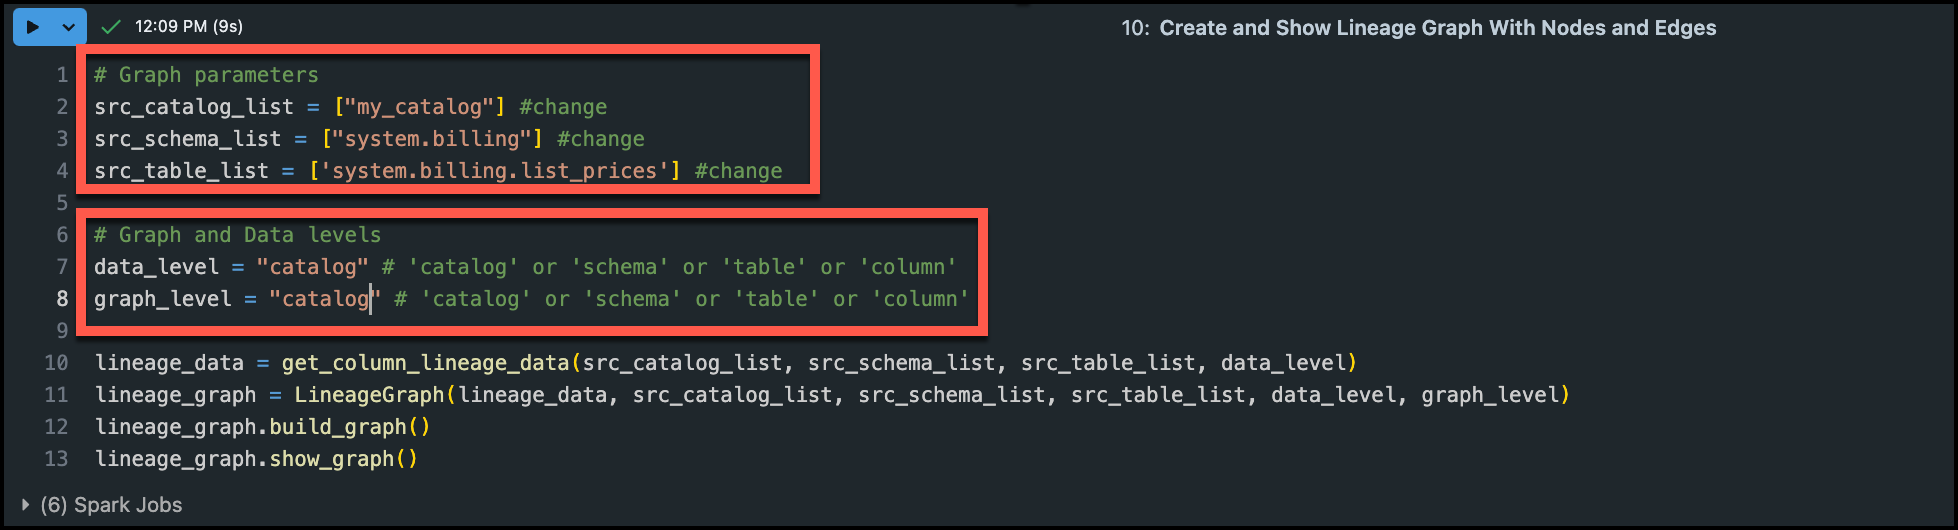 12:09 PM (9s)
10: Create and Show Lineage Graph With Nodes and Edges
1 # Graph parameters
2 src_catalog_list = ["my_catalog"] #change
3 src_schema_list = ["system.billing"] #change
4 src_table_list = ['system.billing.list_prices'] #change
5
6 # Graph and Data levels
7 data_level = "catalog" # 'catalog' or 'schema' or 'table' or 'column'
8 graph_level = "catalog" # 'catalog' or 'schema' or 'table' or 'column'
9
10 lineage_data = get_column_lineage_data(src_catalog_list, src_schema_list, src_table_list, data_level)
11 lineage_graph = LineageGraph(lineage_data, src_catalog_list, src_schema_list, src_table_list, data_level, graph_level)
12 lineage_graph.build_graph()
13 lineage_graph.show_graph()
(6) Spark Jobs